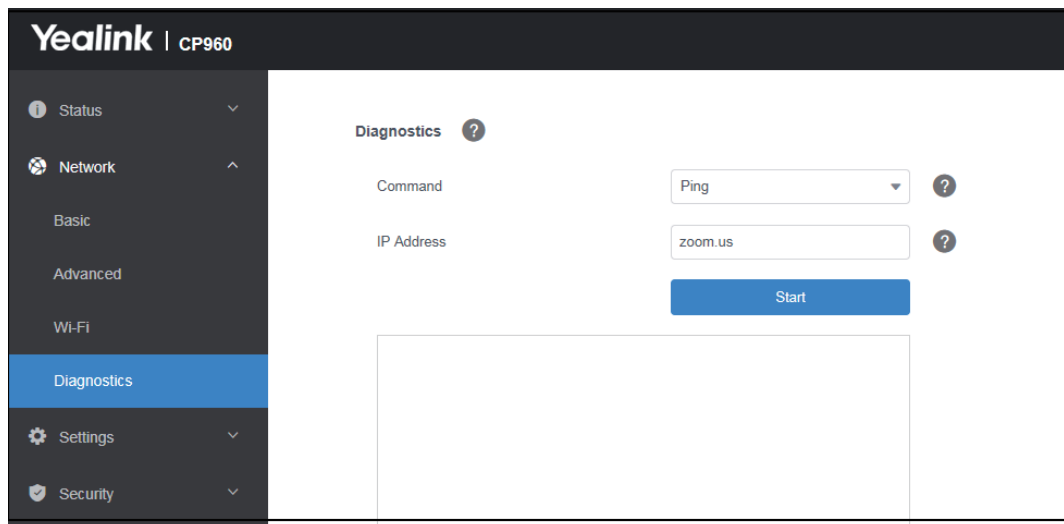 Yealink | CP960
Status
Network
Basic
Advanced
Wi-Fi
Diagnostics
Settings
Security
Diagnostics ?
Command Ping ?
IP Address zoom.us ?
Start